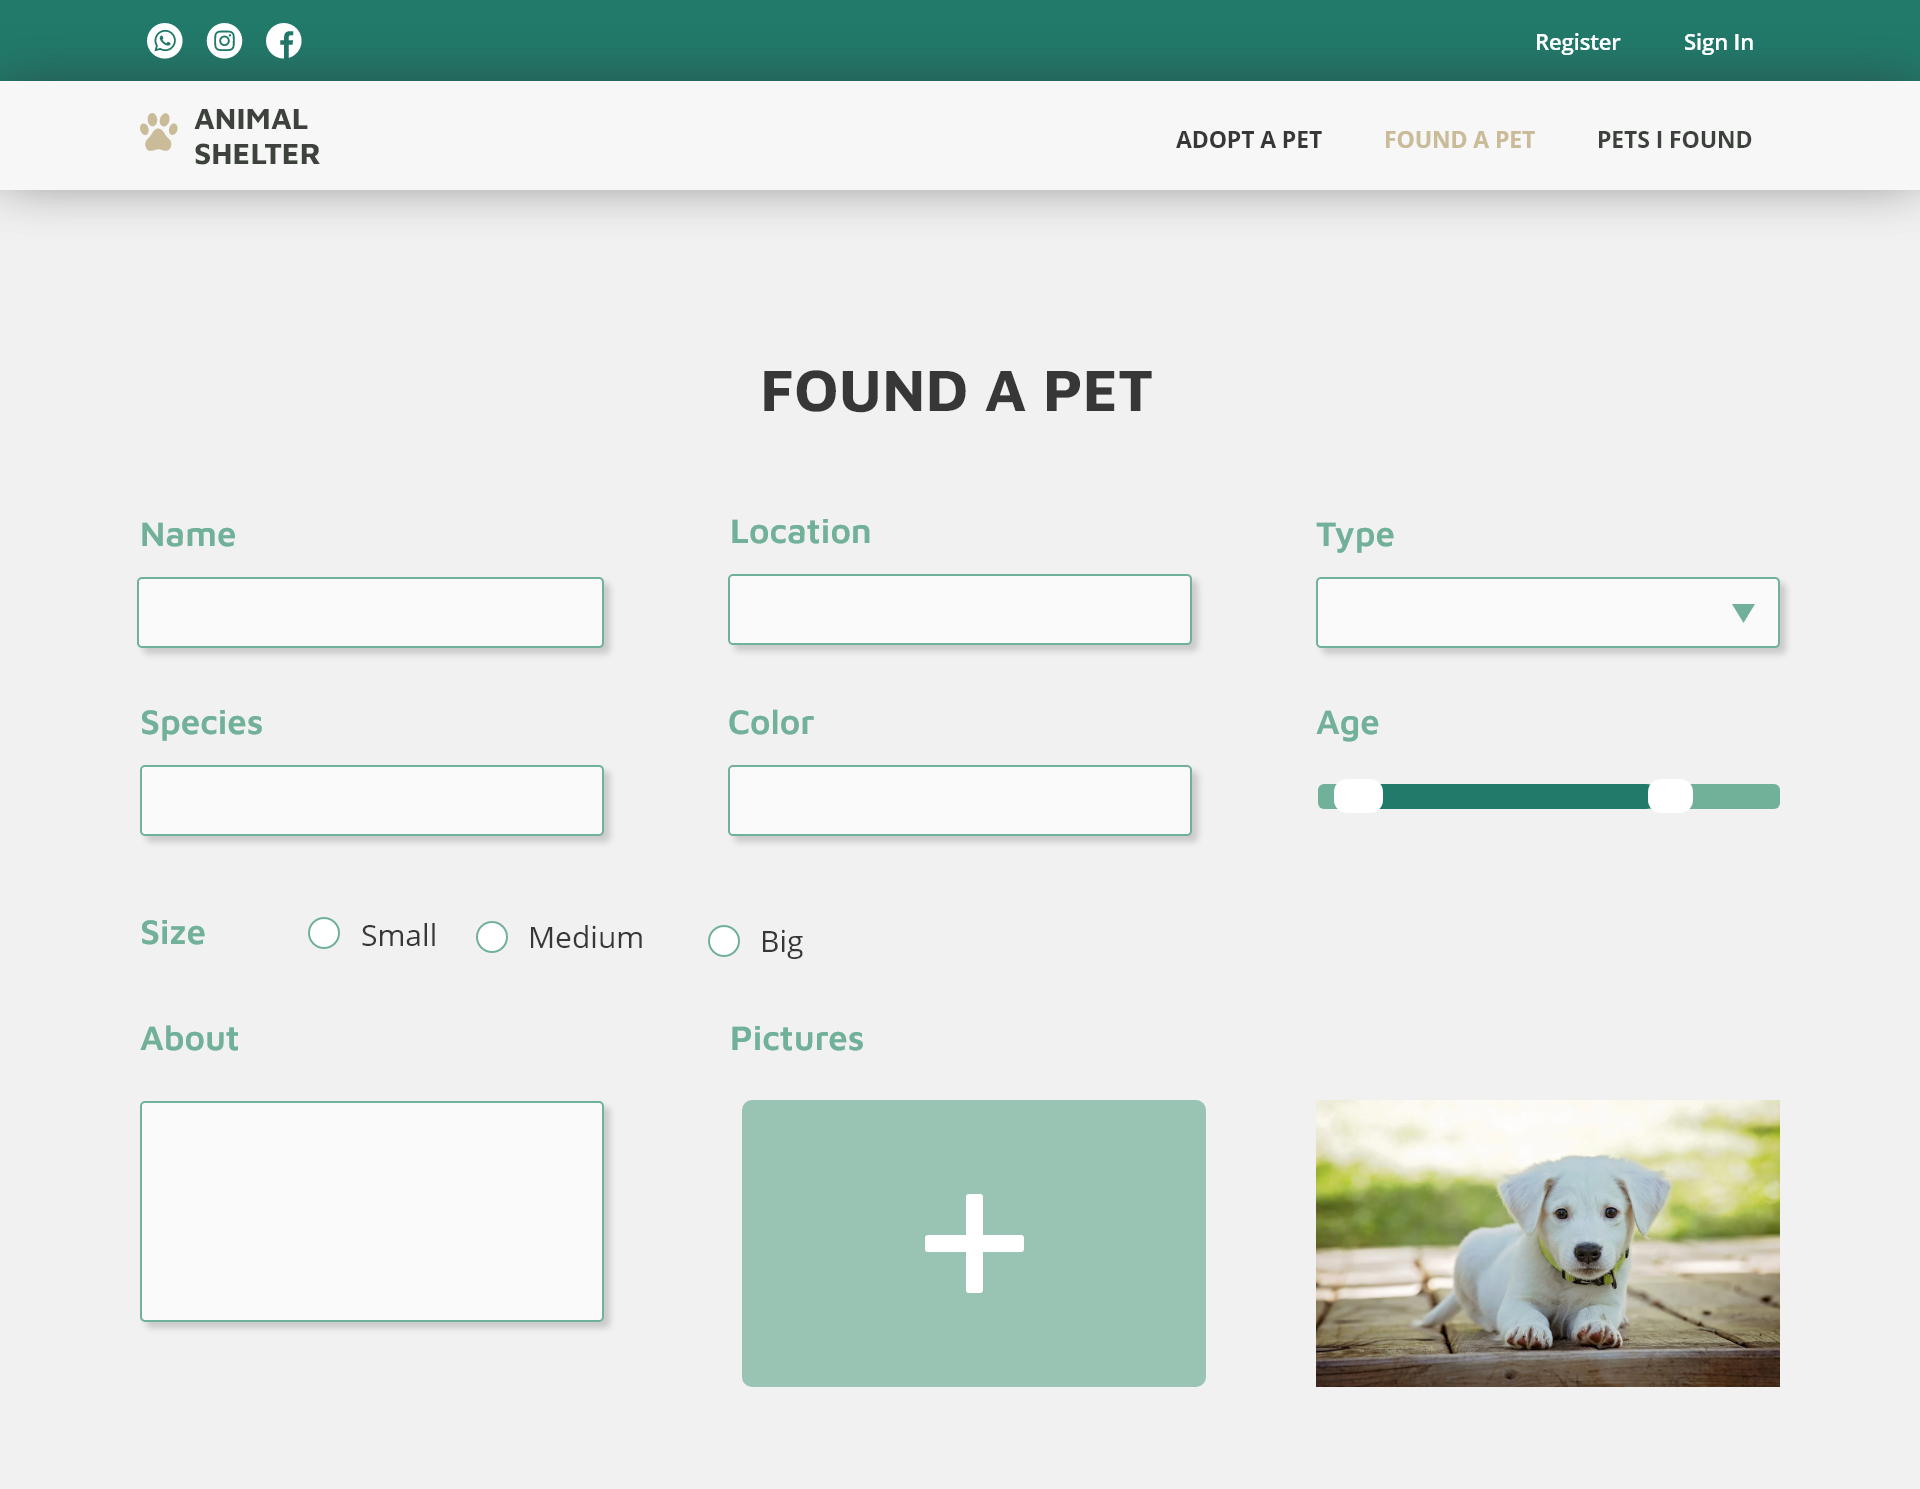 Register
Sign In
ANIMAL
SHELTER
ADOPT A PET
FOUND A PET
PETS I FOUND
FOUND A PET
Name
Location
Type
Species
Color
Age
Size
Small
Medium
Big
About
Pictures